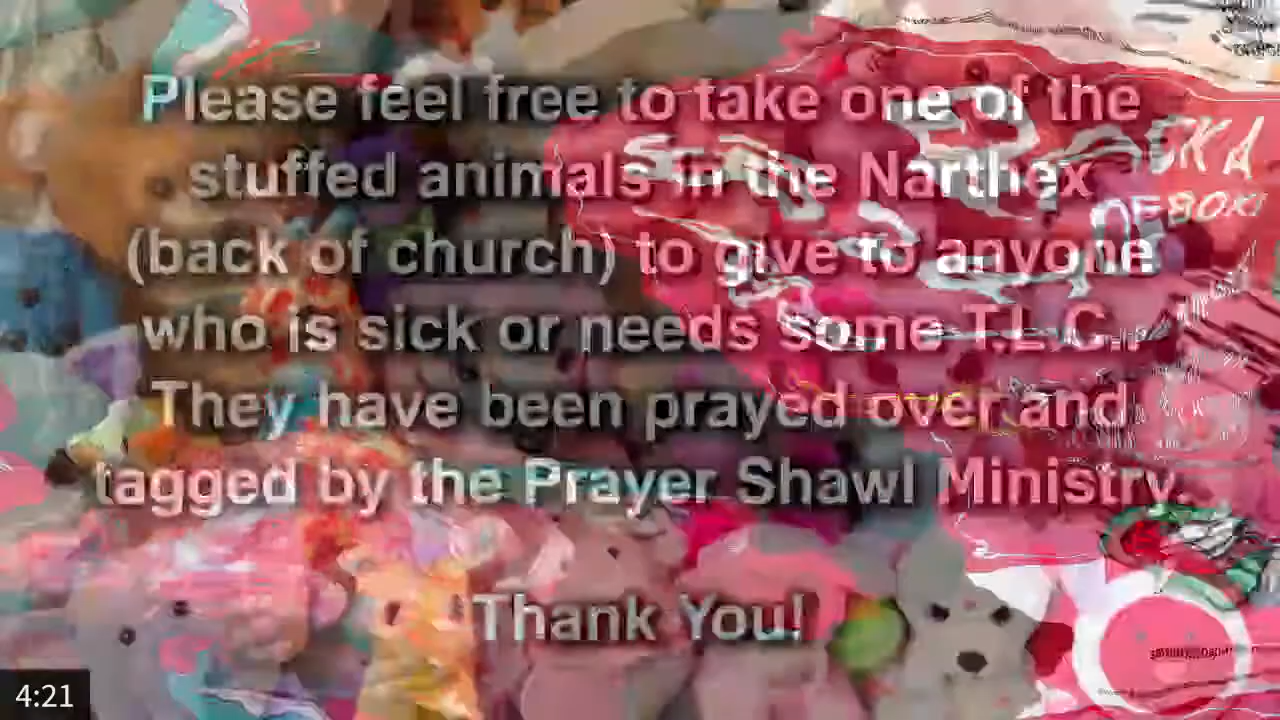 Please feel free to take one of the
stuffed animals in the Narthex
(back of church) to give to anyone
who is sick or needs some T.L.C..
They have been prayed over and
tagged by the Prayer Shawl Ministry.
Thank You!
4:21